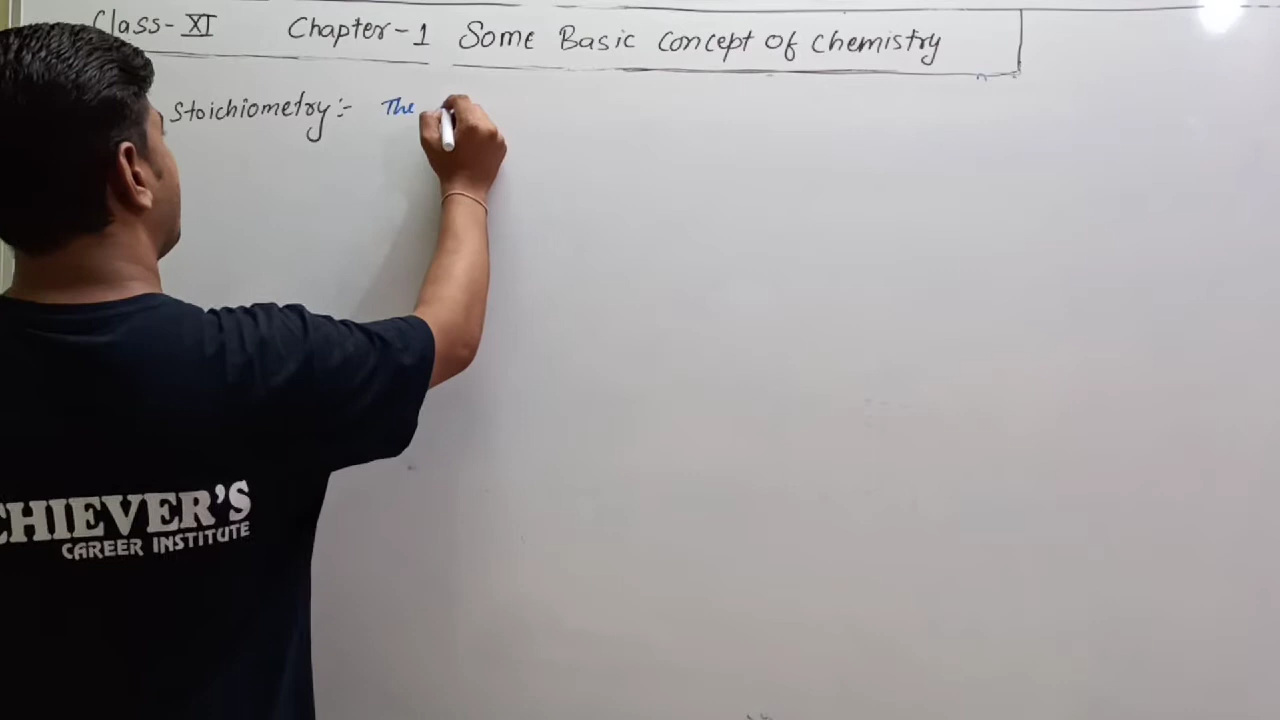 Class-XI Chapter-1 Some Basic Concept of Chemistry
Stoichiometry:- The
CHIEVER'S
CAREER INSTITUTE